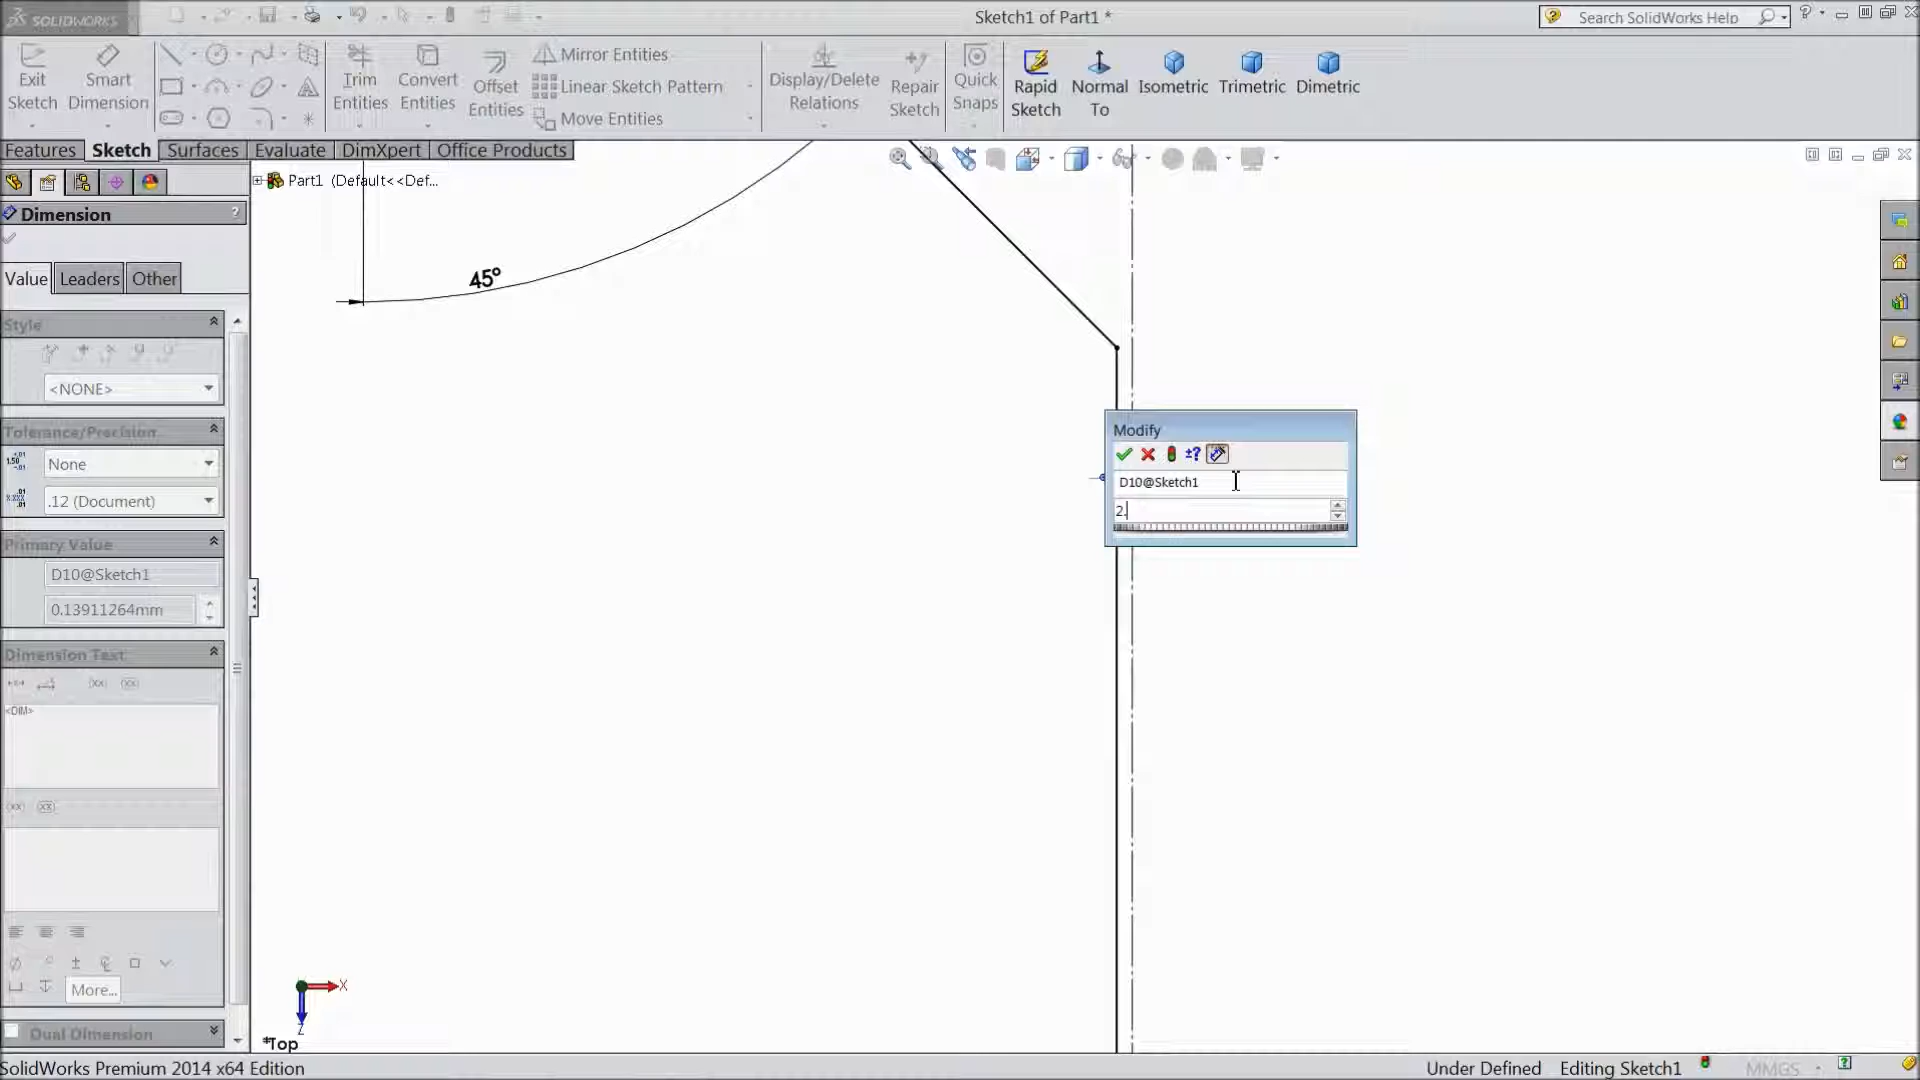 SOLIDWORKS
Sketch1 of Part1 *
Search SolidWorks Help
Exit Sketch
Smart Dimension
Trim Entities
Convert Entities
Offset Entities
Mirror Entities
Linear Sketch Pattern
Move Entities
Display/Delete Relations
Repair Sketch
Quick Snaps
Rapid Sketch
Normal To
Isometric
Trimetric
Dimetric
Features Sketch Surfaces Evaluate DimXpert Office Products
Part1 (Default<<Def...
Dimension
?
Value Leaders Other
Style
<NONE>
Tolerance/Precision
None
.12 (Document)
Primary Value
D10@Sketch1
0.13911264mm
Dimension Text
<DIM>
More...
Dual Dimension
45°
Modify
±?
D10@Sketch1
2.
X
Z
*Top
SolidWorks Premium 2014 x64 Edition
Under Defined
Editing Sketch1
MMGS